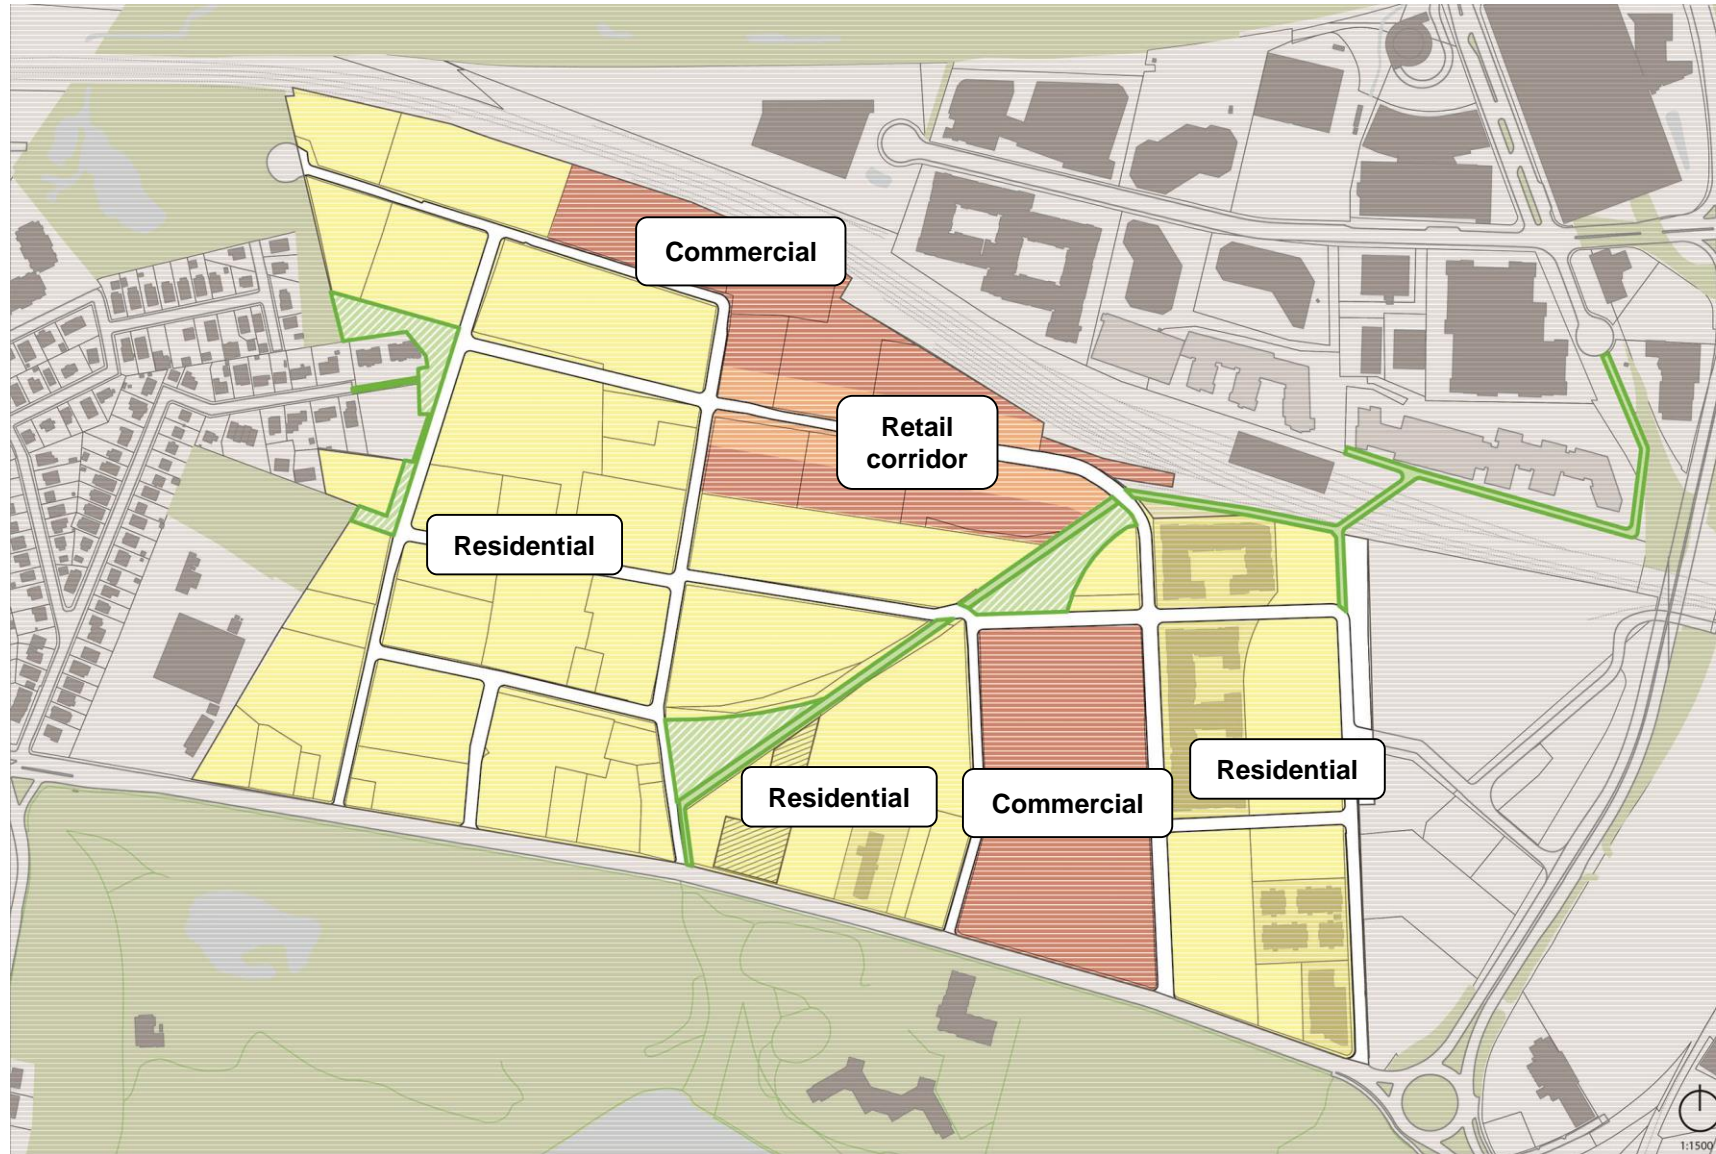 Commercial
Retail
corridor
Residential
Residential
Residential
Commercial
1:1500